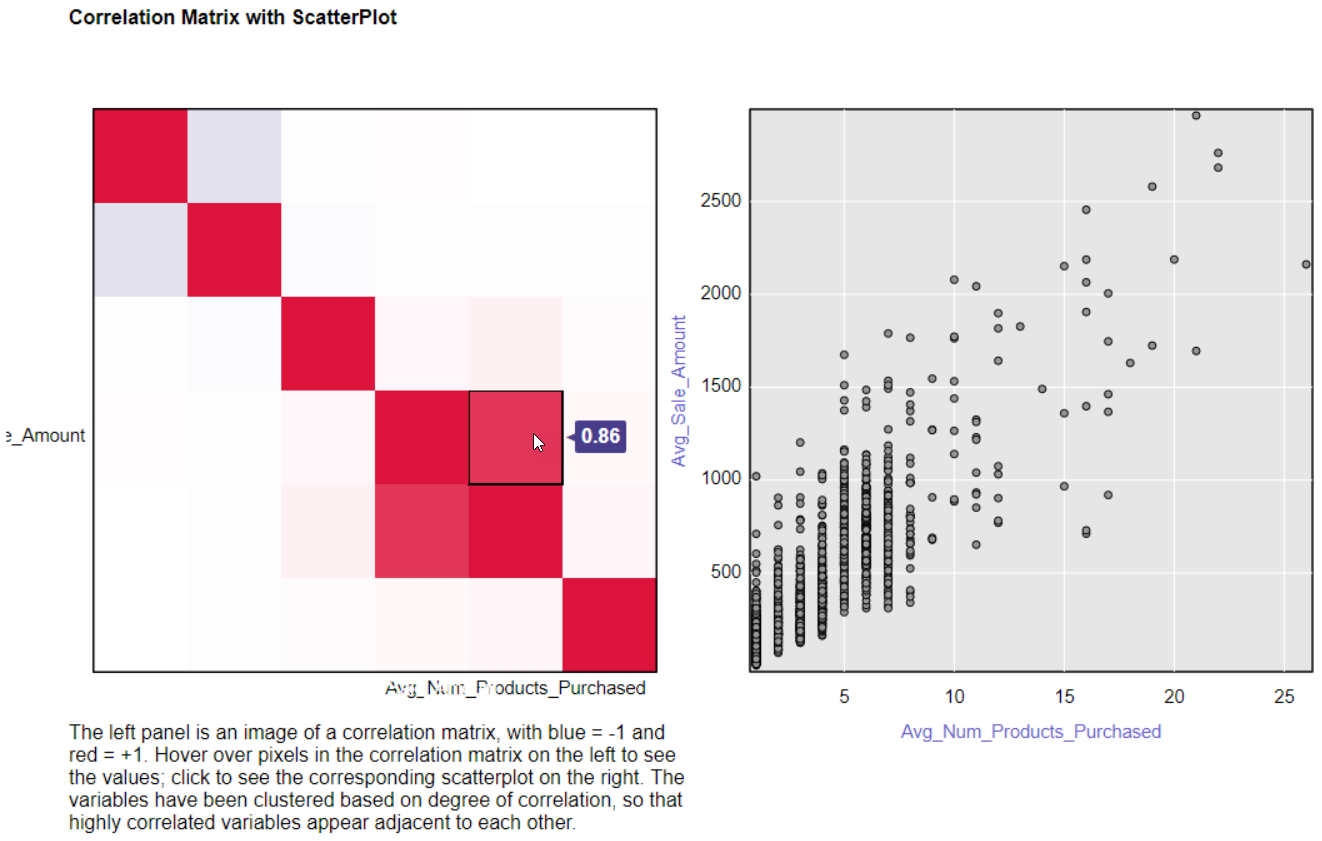 Correlation Matrix with ScatterPlot
e_Amount
0.86
Avg_Num_Products_Purchased
2500
2000
1500
1000
500
Avg_Sale_Amount
5 10 15 20 25
Avg_Num_Products_Purchased
The left panel is an image of a correlation matrix, with blue = -1 and
red = +1. Hover over pixels in the correlation matrix on the left to see
the values; click to see the corresponding scatterplot on the right. The
variables have been clustered based on degree of correlation, so that
highly correlated variables appear adjacent to each other.